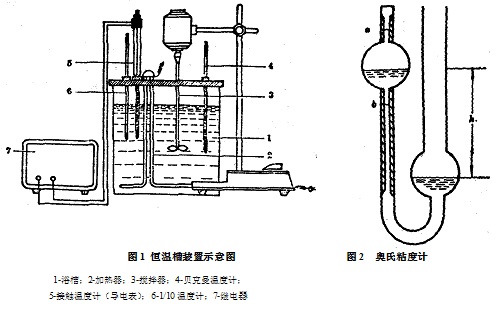 5
6
7
4
3
1
2
a
b
h
图1 恒温槽装置示意图
图2 奥氏粘度计
1-浴槽；2-加热器；3-搅拌器；4-贝克曼温度计；
5-接触温度计（导电表）；6-1/10温度计；7-继电器